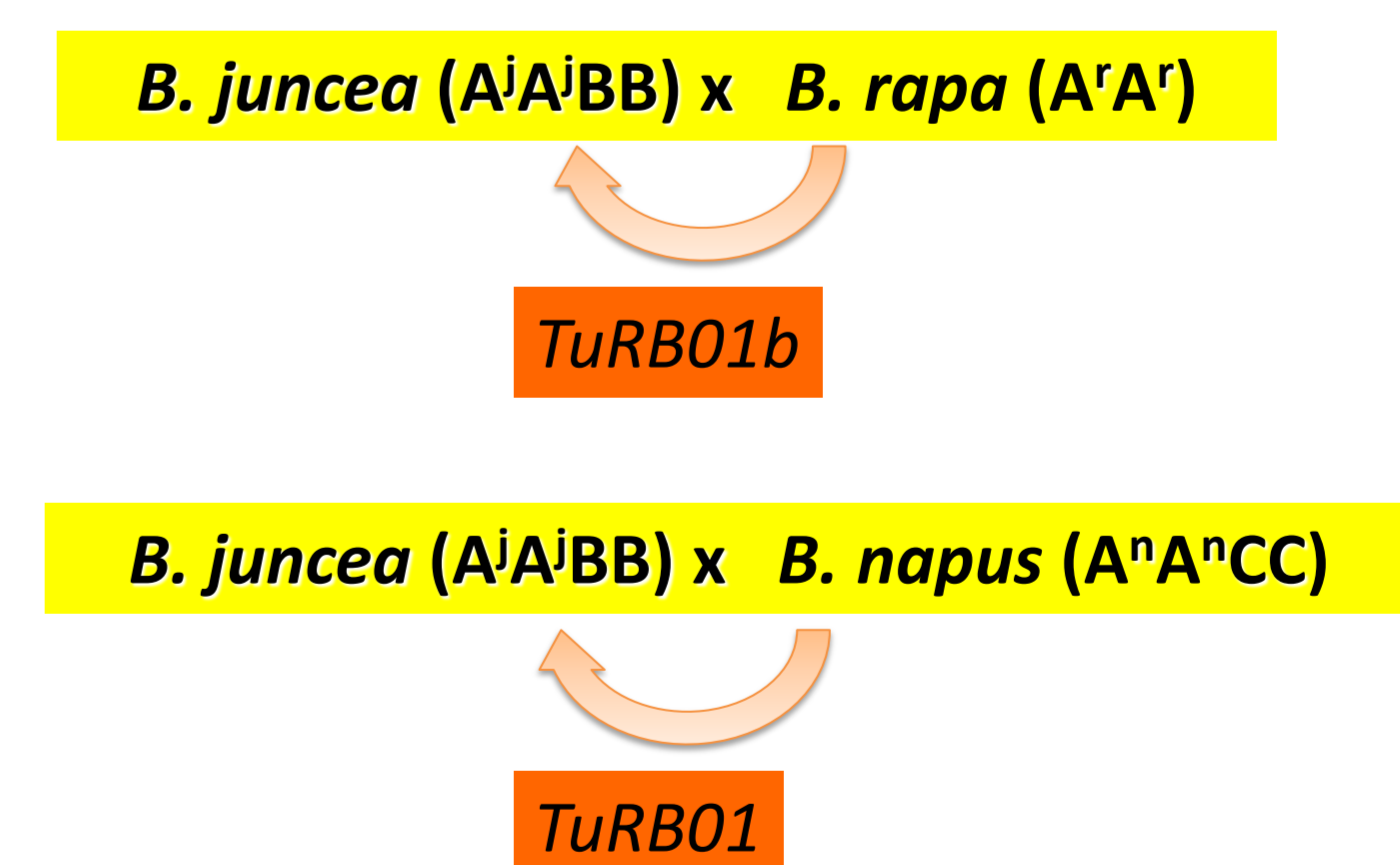 B. juncea (AʲAʲBB) x B. rapa (AʳAʳ)
TuRB01b
B. juncea (AʲAʲBB) x B. napus (AⁿAⁿCC)
TuRB01